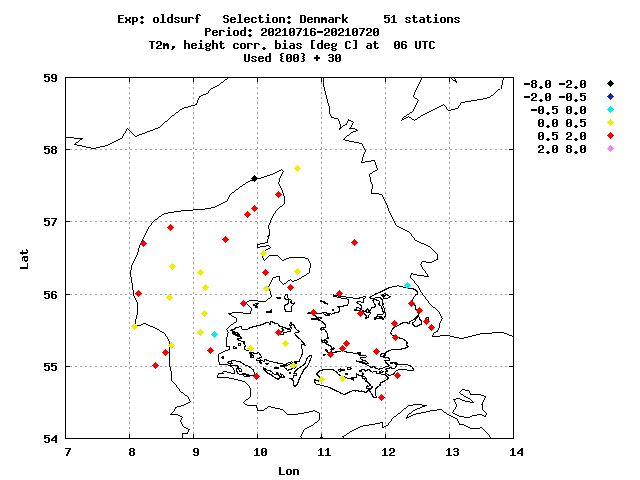 Exp: oldsurf   Selection: Denmark     51 stations
Period: 20210716-20210720
T2m, height corr. bias [deg C] at  06 UTC
Used {00} + 30
-8.0 -2.0
-2.0 -0.5
-0.5 0.0
0.0 0.5
0.5 2.0
2.0 8.0
59
58
57
56
55
54
Lat
7 8 9 10 11 12 13 14
Lon